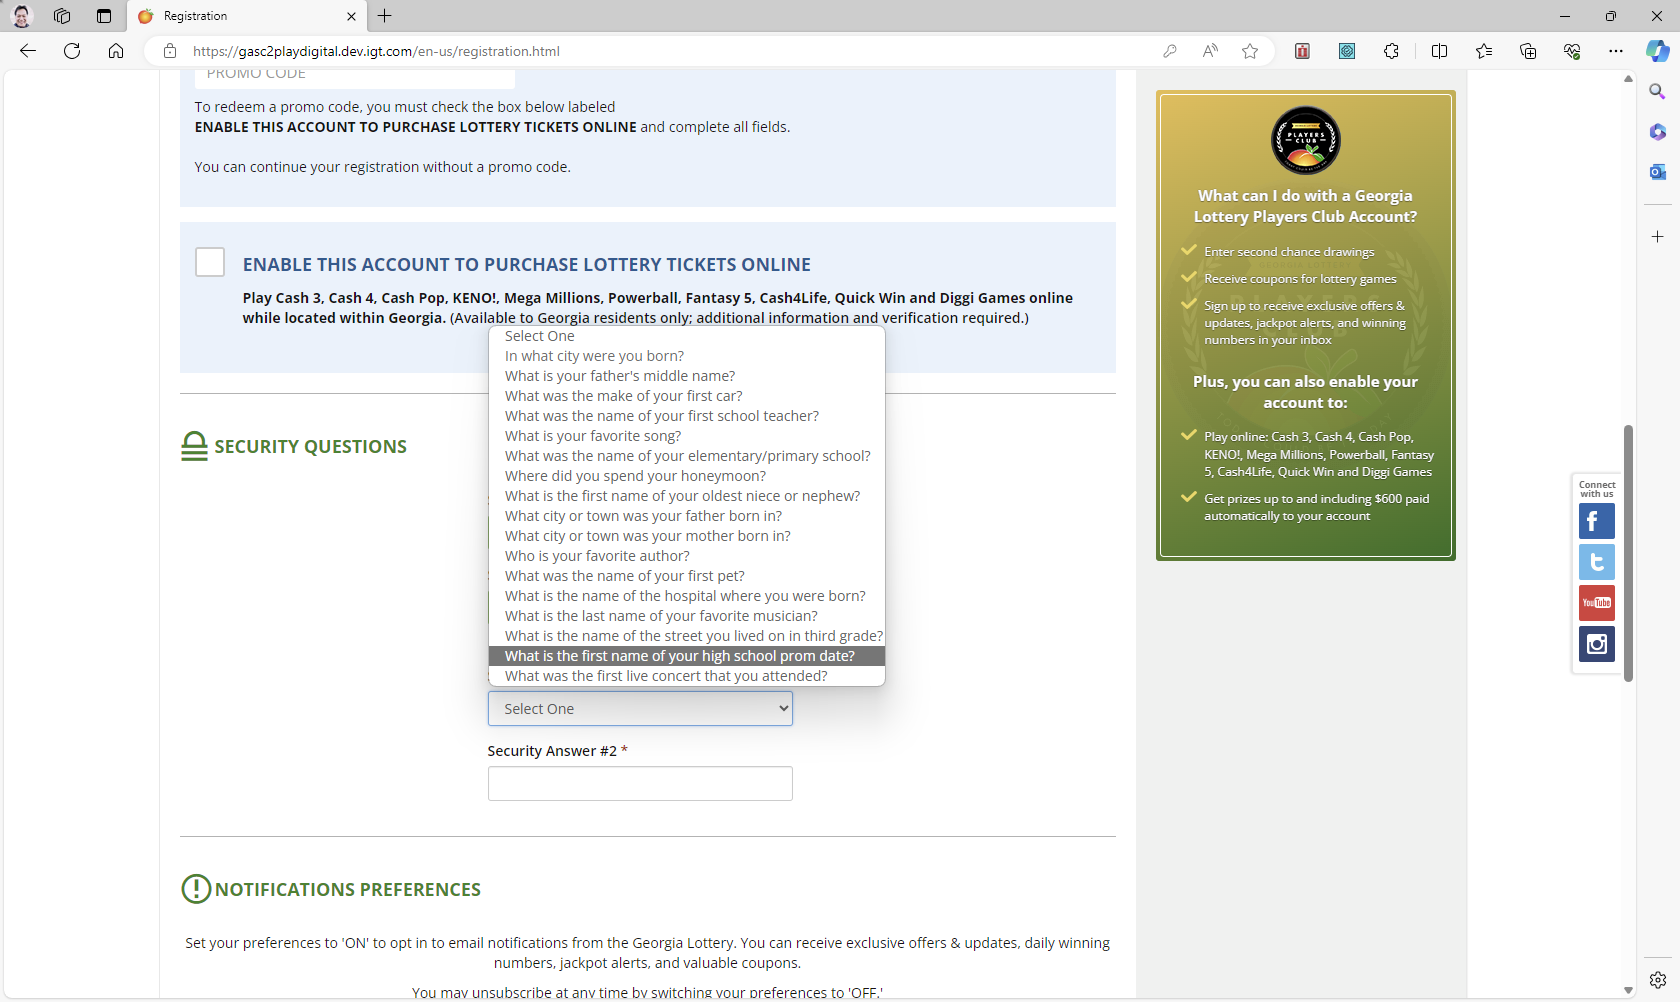 Registration
https://gasc2playdigital.dev.igt.com/en-us/registration.html
PROMO CODE
To redeem a promo code, you must check the box below labeled
ENABLE THIS ACCOUNT TO PURCHASE LOTTERY TICKETS ONLINE and complete all fields.
You can continue your registration without a promo code.
ENABLE THIS ACCOUNT TO PURCHASE LOTTERY TICKETS ONLINE
Play Cash 3, Cash 4, Cash Pop, KENO!, Mega Millions, Powerball, Fantasy 5, Cash4Life, Quick Win and Diggi Games online
while located within Georgia. (Available to Georgia residents only; additional information and verification required.)
SECURITY QUESTIONS
Select One
In what city were you born?
What is your father's middle name?
What was the make of your first car?
What was the name of your first school teacher?
What is your favorite song?
What was the name of your elementary/primary school?
Where did you spend your honeymoon?
What is the first name of your oldest niece or nephew?
What city or town was your father born in?
What city or town was your mother born in?
Who is your favorite author?
What was the name of your first pet?
What is the name of the hospital where you were born?
What is the last name of your favorite musician?
What is the name of the street you lived on in third grade?
What is the first name of your high school prom date?
What was the first live concert that you attended?
Select One
Security Answer #2 *
NOTIFICATIONS PREFERENCES
Set your preferences to 'ON' to opt in to email notifications from the Georgia Lottery. You can receive exclusive offers & updates, daily winning
numbers, jackpot alerts, and valuable coupons.
You may unsubscribe at any time by switching your preferences to 'OFF.'
PLAYERS
CLUB
What can I do with a Georgia
Lottery Players Club Account?
Enter second chance drawings
Receive coupons for lottery games
Sign up to receive exclusive offers &
updates, jackpot alerts, and winning
numbers in your inbox
Plus, you can also enable your
account to:
Play online: Cash 3, Cash 4, Cash Pop,
KENO!, Mega Millions, Powerball, Fantasy
5, Cash4Life, Quick Win and Diggi Games
Get prizes up to and including $600 paid
automatically to your account
Connect
with us
YouTube